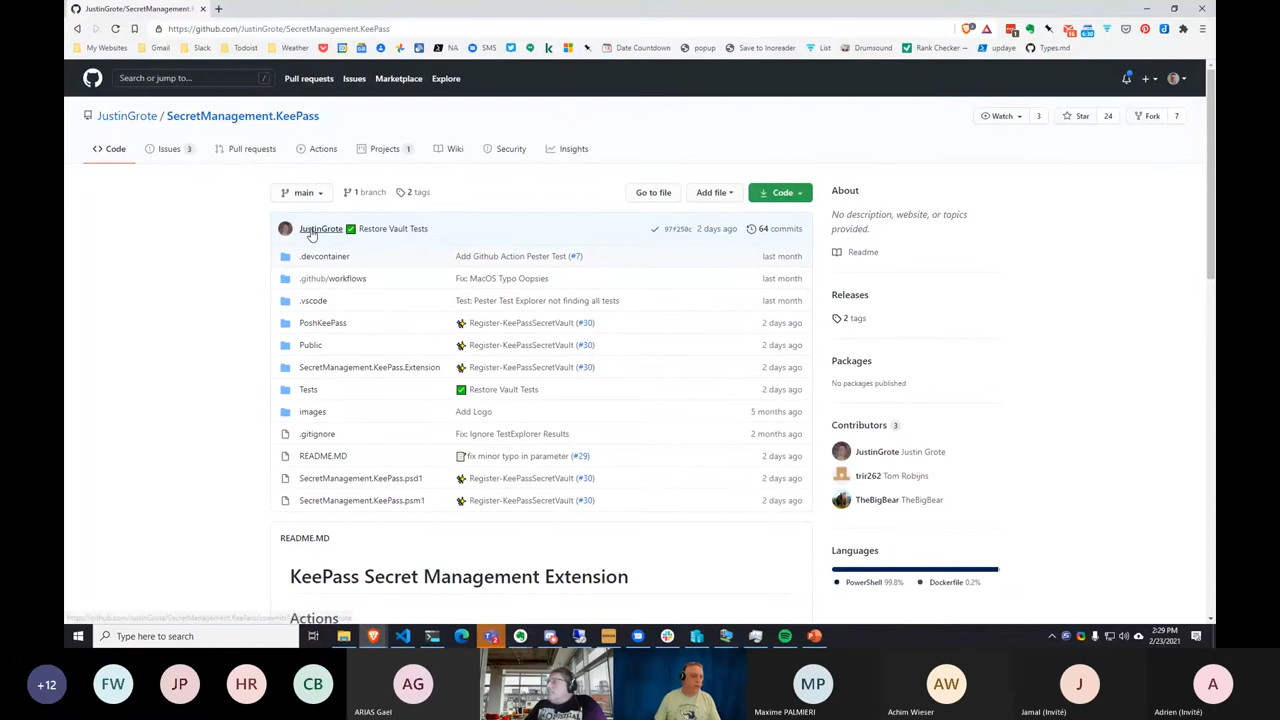 JustinGrote/SecretManagement.K
https://github.com/JustinGrote/SecretManagement.KeePass
My Websites
Gmail
Slack
Todoist
Weather
NA
SMS
Date Countdown
popup
Save to Inoreader
List
Drumsound
Rank Checker
updaye
Types.md
Search or jump to...
/
Pull requests
Issues
Marketplace
Explore
JustinGrote / SecretManagement.KeePass
Watch
3
Star
24
Fork
7
Code
Issues 3
Pull requests
Actions
Projects 1
Wiki
Security
Insights
main
1 branch
2 tags
Go to file
Add file
Code
JustinGrote Restore Vault Tests 97f258c 2 days ago 64 commits
.devcontainer Add Github Action Pester Test (#7) last month
.github/workflows Fix: MacOS Typo Oopsies last month
.vscode Test: Pester Test Explorer not finding all tests last month
PoshKeePass Register-KeePassSecretVault (#30) 2 days ago
Public Register-KeePassSecretVault (#30) 2 days ago
SecretManagement.KeePass.Extension Register-KeePassSecretVault (#30) 2 days ago
Tests Restore Vault Tests 2 days ago
images Add Logo 5 months ago
.gitignore Fix: Ignore TestExplorer Results 2 months ago
README.MD fix minor typo in parameter (#29) 2 days ago
SecretManagement.KeePass.psd1 Register-KeePassSecretVault (#30) 2 days ago
SecretManagement.KeePass.psm1 Register-KeePassSecretVault (#30) 2 days ago
README.MD
KeePass Secret Management Extension
Actions
About
No description, website, or topics
provided.
Readme
Releases
2 tags
Packages
No packages published
Contributors 3
JustinGrote Justin Grote
trir262 Tom Robijns
TheBigBear TheBigBear
Languages
PowerShell 99.8%
Dockerfile 0.2%
Type here to search
2:29 PM
2/23/2021
+12
FW
JP
HR
CB
AG
ARIAS Gael
MP
Maxime PALMIERI
AW
Achim Wieser
J
Jamal (Invité)
A
Adrien (Invité)